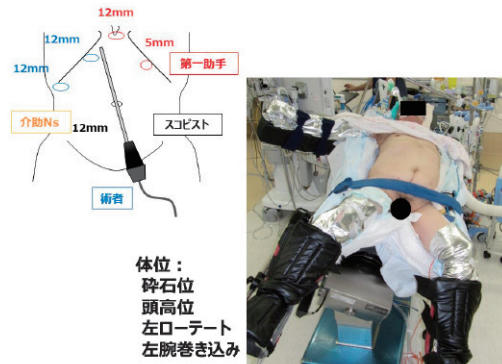 12mm
12mm
5mm
第一助手
12mm
介助Ns
12mm
スコピスト
術者
体位：
砕石位
頭高位
左ローテート
左腕巻き込み